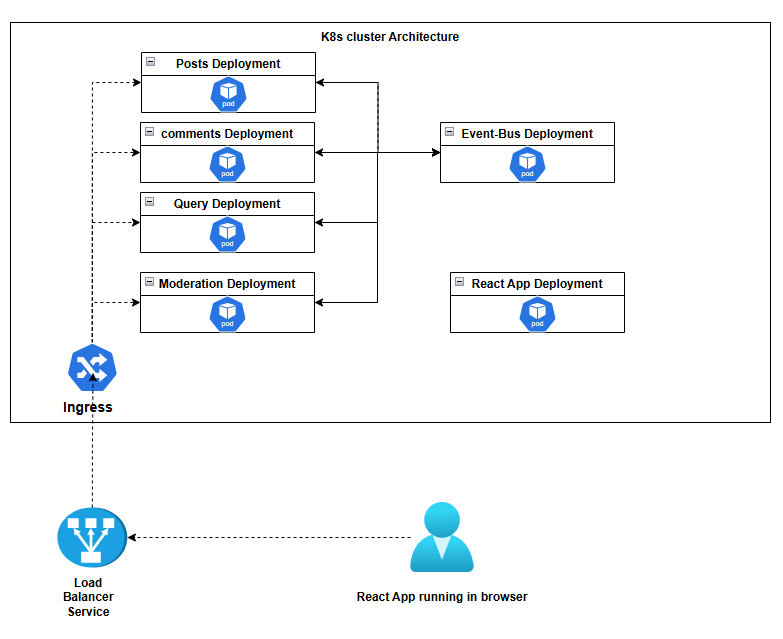 K8s cluster Architecture
Posts Deployment
pod
comments Deployment
pod
Event-Bus Deployment
pod
Query Deployment
pod
Moderation Deployment
pod
React App Deployment
pod
Ingress
Load
Balancer
Service
React App running in browser